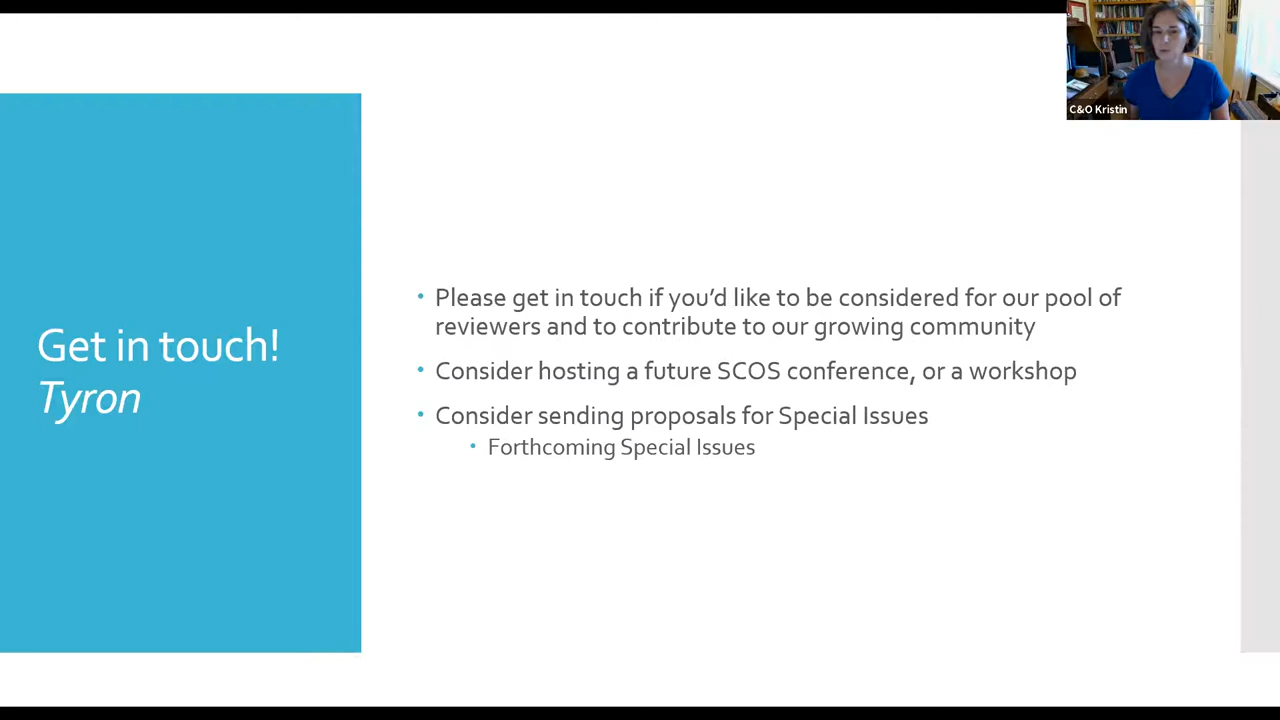 C&O Kristin
Get in touch!
Tyron
• Please get in touch if you’d like to be considered for our pool of
reviewers and to contribute to our growing community
• Consider hosting a future SCOS conference, or a workshop
• Consider sending proposals for Special Issues
• Forthcoming Special Issues